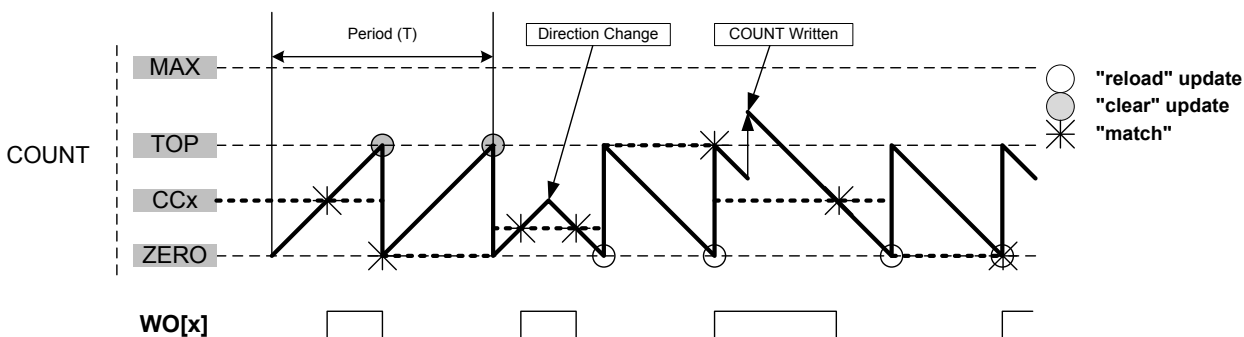 Period (T)
Direction Change
COUNT Written
MAX
"reload" update
"clear" update
TOP
"match"
COUNT
CCx
ZERO
WO[x]